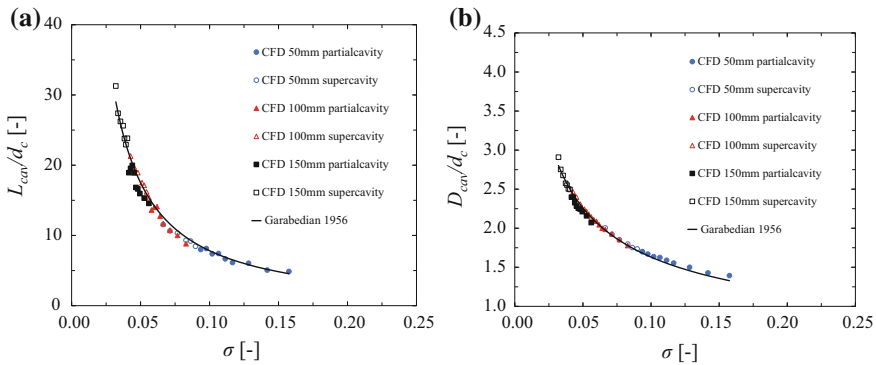 (a)
L_cav/d_c [-]
40
30
20
10
0
0.00 0.05 0.10 0.15 0.20 0.25
σ [-]
CFD 50mm partialcavity
CFD 50mm supercavity
CFD 100mm partialcavity
CFD 100mm supercavity
CFD 150mm partialcavity
CFD 150mm supercavity
Garabedian 1956
(b)
D_cav/d_c [-]
4.5
4.0
3.5
3.0
2.5
2.0
1.5
1.0
0.00 0.05 0.10 0.15 0.20 0.25
σ [-]
CFD 50mm partialcavity
CFD 50mm supercavity
CFD 100mm partialcavity
CFD 100mm supercavity
CFD 150mm partialcavity
CFD 150mm supercavity
Garabedian 1956